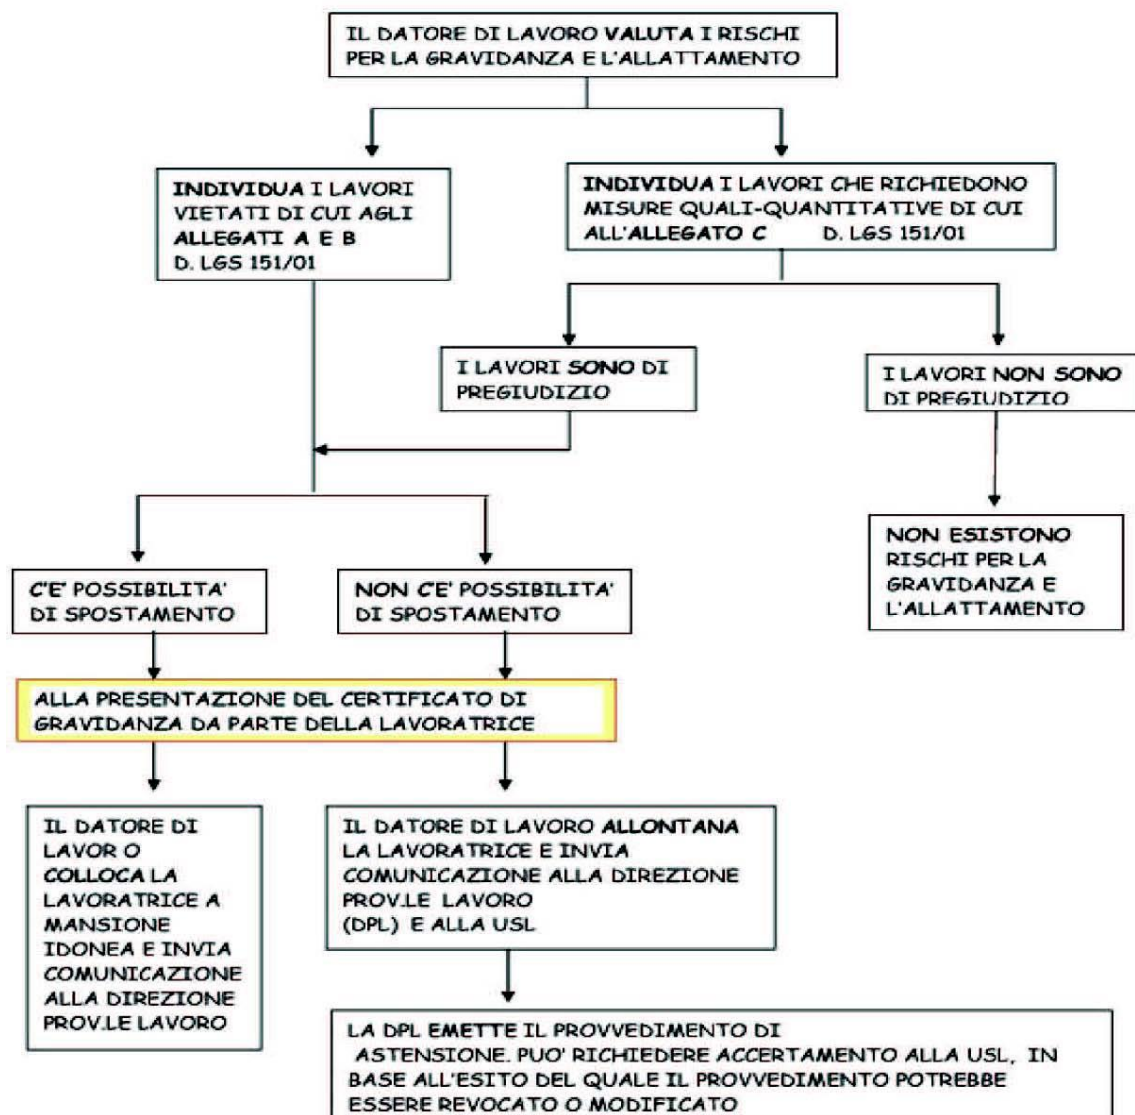 IL DATORE DI LAVORO VALUTA I RISCHI
PER LA GRAVIDANZA E L'ALLATTAMENTO
INDIVIDUA I LAVORI
VIETATI DI CUI AGLI
ALLEGATI A E B
D. LGS 151/01
INDIVIDUA I LAVORI CHE RICHIEDONO
MISURE QUALI-QUANTITATIVE DI CUI
ALL'ALLEGATO C D. LGS 151/01
I LAVORI SONO DI
PREGIUDIZIO
I LAVORI NON SONO
DI PREGIUDIZIO
NON ESISTONO
RISCHI PER LA
GRAVIDANZA E
L'ALLATTAMENTO
C'E' POSSIBILITA'
DI SPOSTAMENTO
NON C'E' POSSIBILITA'
DI SPOSTAMENTO
ALLA PRESENTAZIONE DEL CERTIFICATO DI
GRAVIDANZA DA PARTE DELLA LAVORATRICE
IL DATORE DI
LAVOR O
COLLOCA LA
LAVORATRICE A
MANSIONE
IDONEA E INVIA
COMUNICAZIONE
ALLA DIREZIONE
PROV.LE LAVORO
IL DATORE DI LAVORO ALLONTANA
LA LAVORATRICE E INVIA
COMUNICAZIONE ALLA DIREZIONE
PROV.LE LAVORO
(DPL) E ALLA USL
LA DPL EMETTE IL PROVVEDIMENTO DI
ASTENSIONE. PUO' RICHIEDERE ACCERTAMENTO ALLA USL, IN
BASE ALL'ESITO DEL QUALE IL PROVVEDIMENTO POTREBBE
ESSERE REVOCATO O MODIFICATO